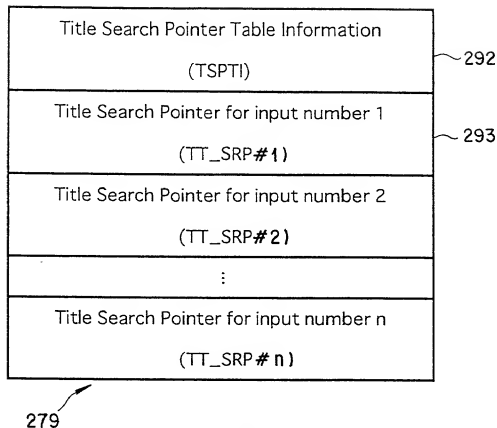 Title Search Pointer Table Information
(TSPTI)
292
Title Search Pointer for input number 1
(TT_SRP#1)
293
Title Search Pointer for input number 2
(TT_SRP#2)
⋮
Title Search Pointer for input number n
(TT_SRP#n)
279